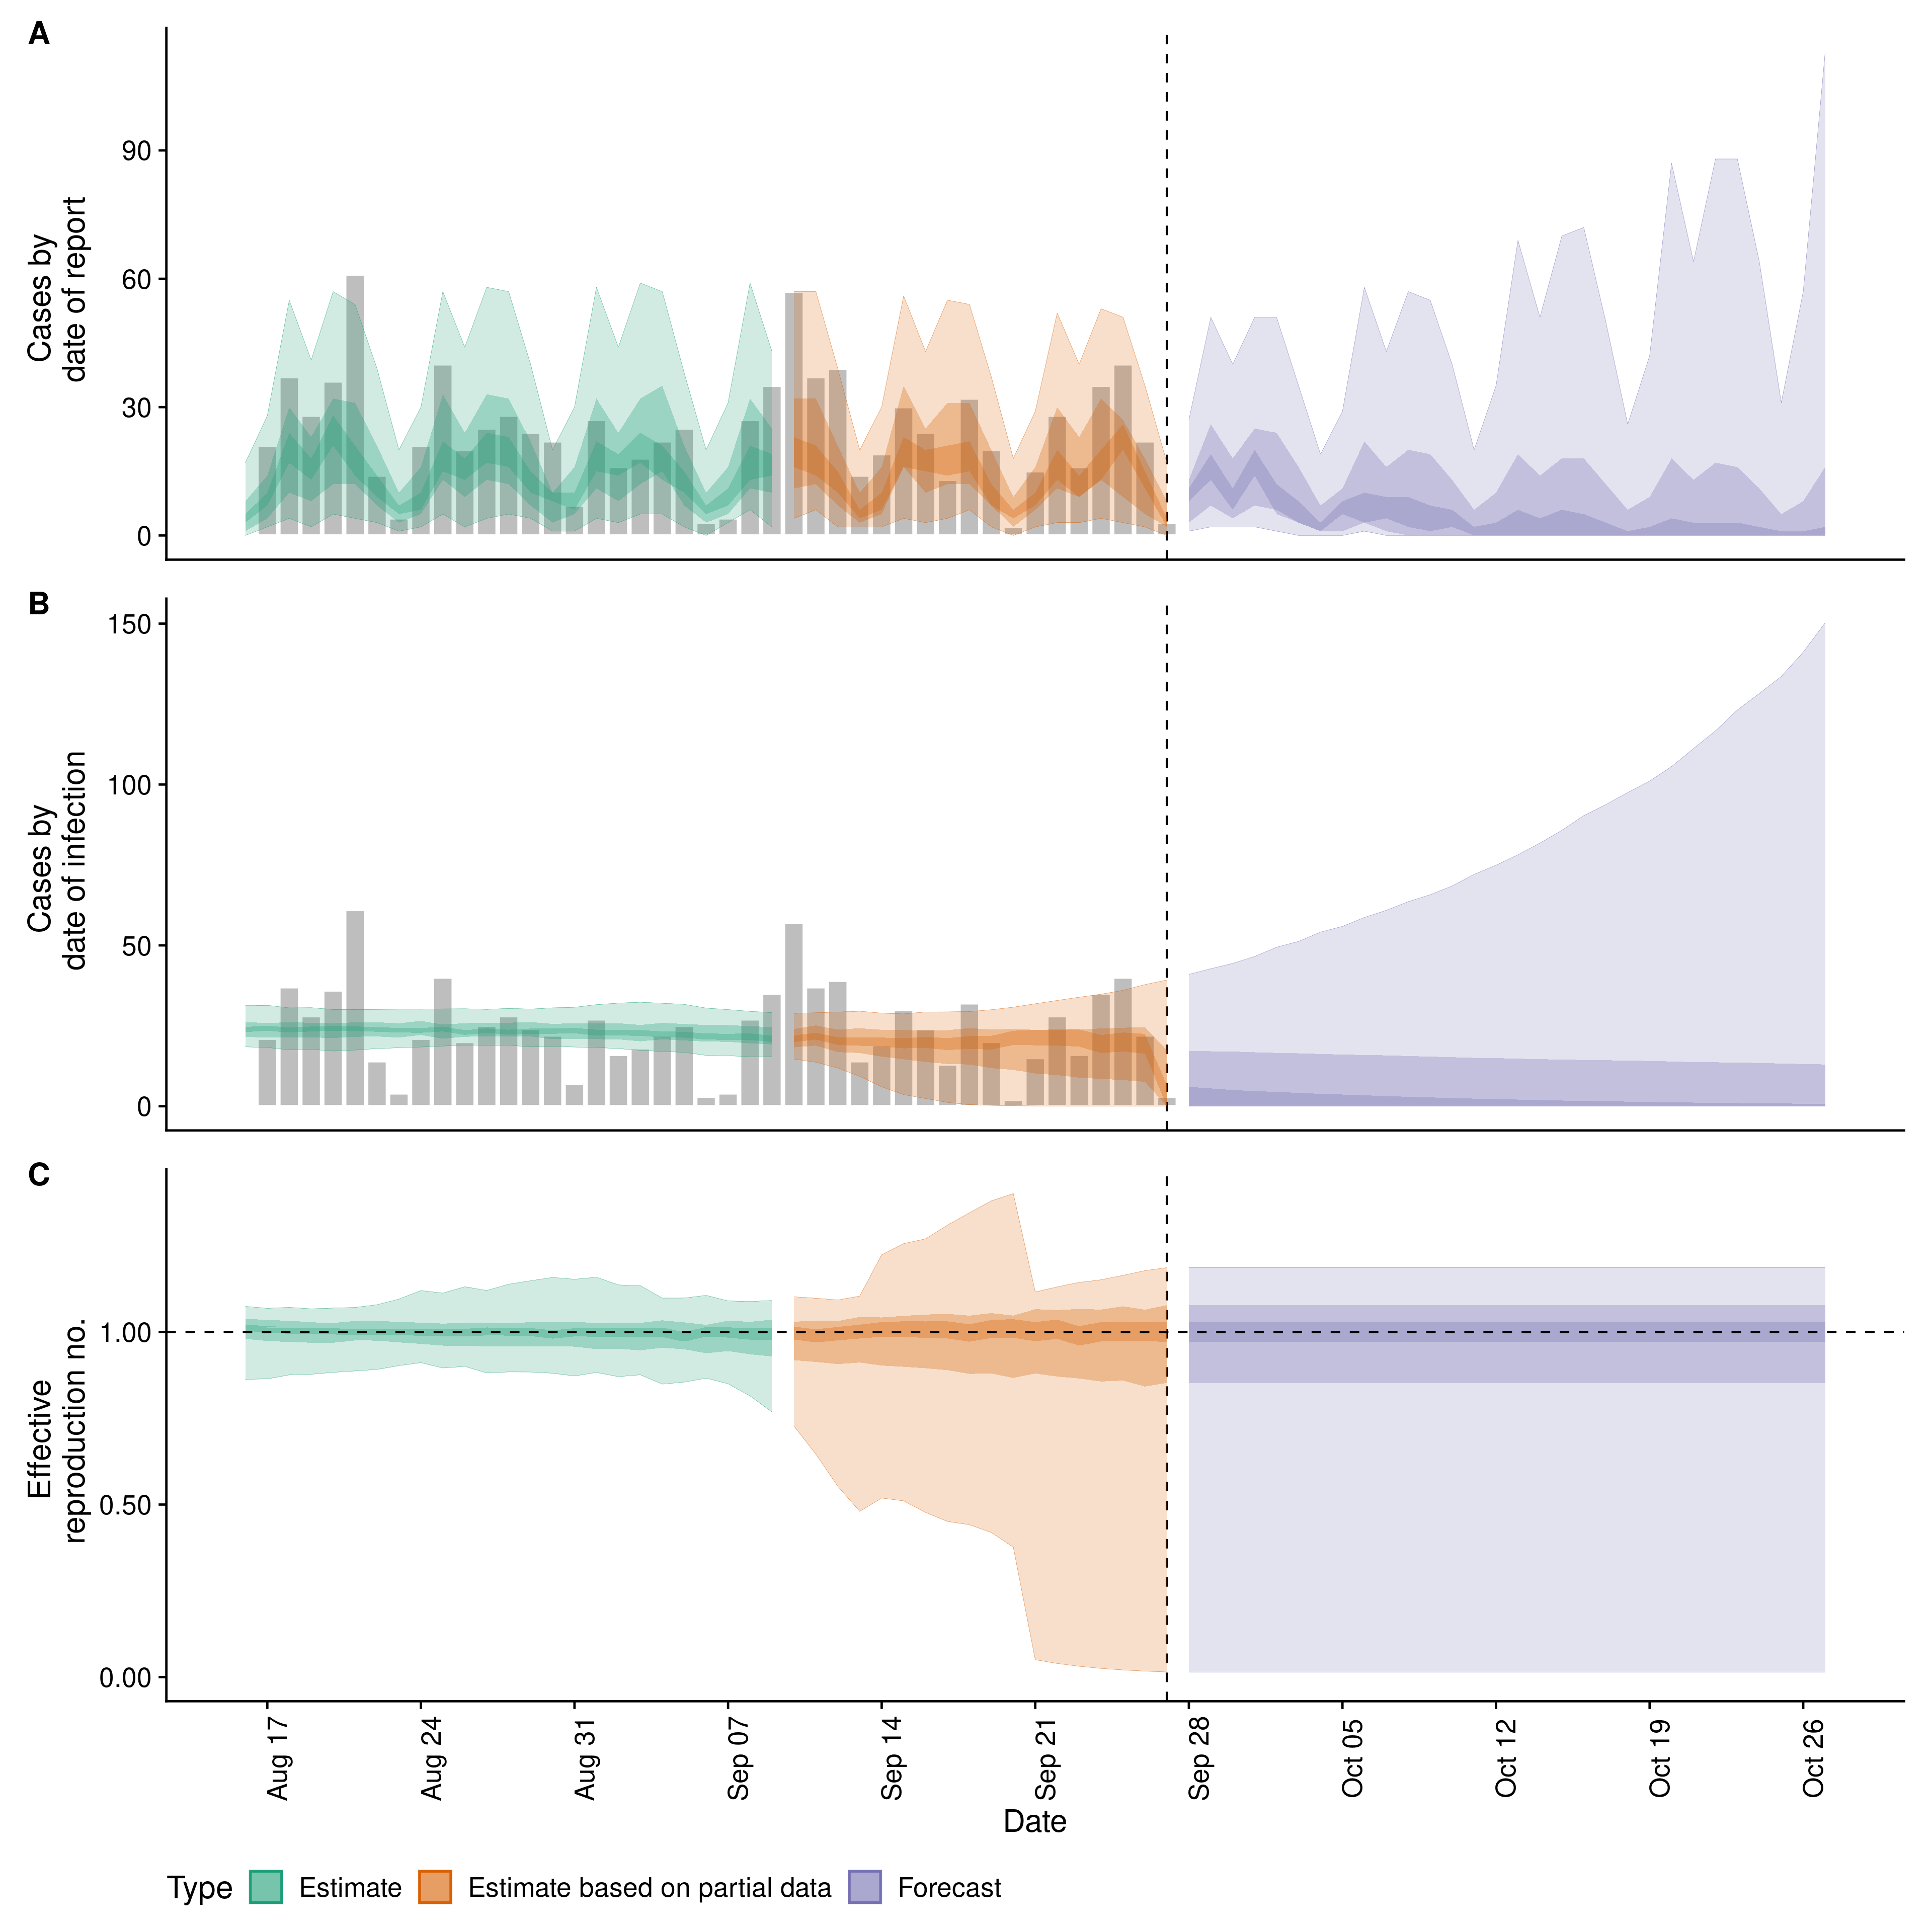 A
Cases by
date of report
90
60
30
0
B
Cases by
date of infection
150
100
50
0
C
Effective
reproduction no.
1.00
0.50
0.00
Aug 17
Aug 24
Aug 31
Sep 07
Sep 14
Sep 21
Sep 28
Oct 05
Oct 12
Oct 19
Oct 26
Date
Type Estimate Estimate based on partial data Forecast